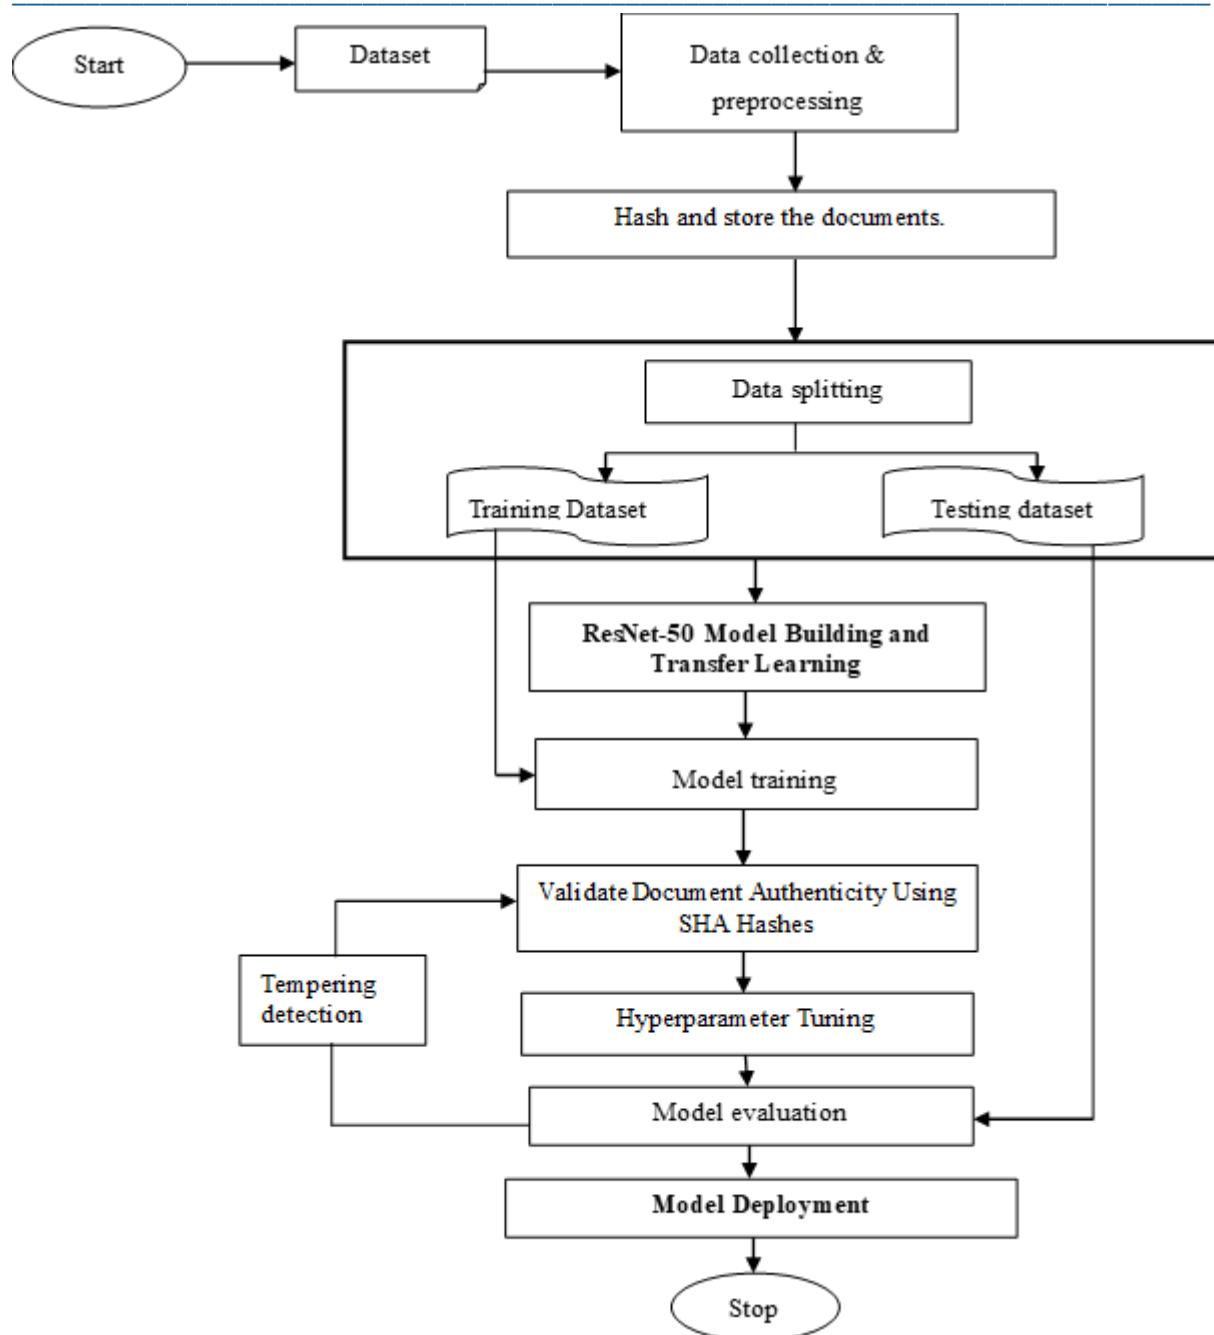 Start
Dataset
Data collection &
preprocessing
Hash and store the documents.
Data splitting
Training Dataset
Testing dataset
ResNet-50 Model Building and
Transfer Learning
Model training
Validate Document Authenticity Using
SHA Hashes
Tempering
detection
Hyperparameter Tuning
Model evaluation
Model Deployment
Stop